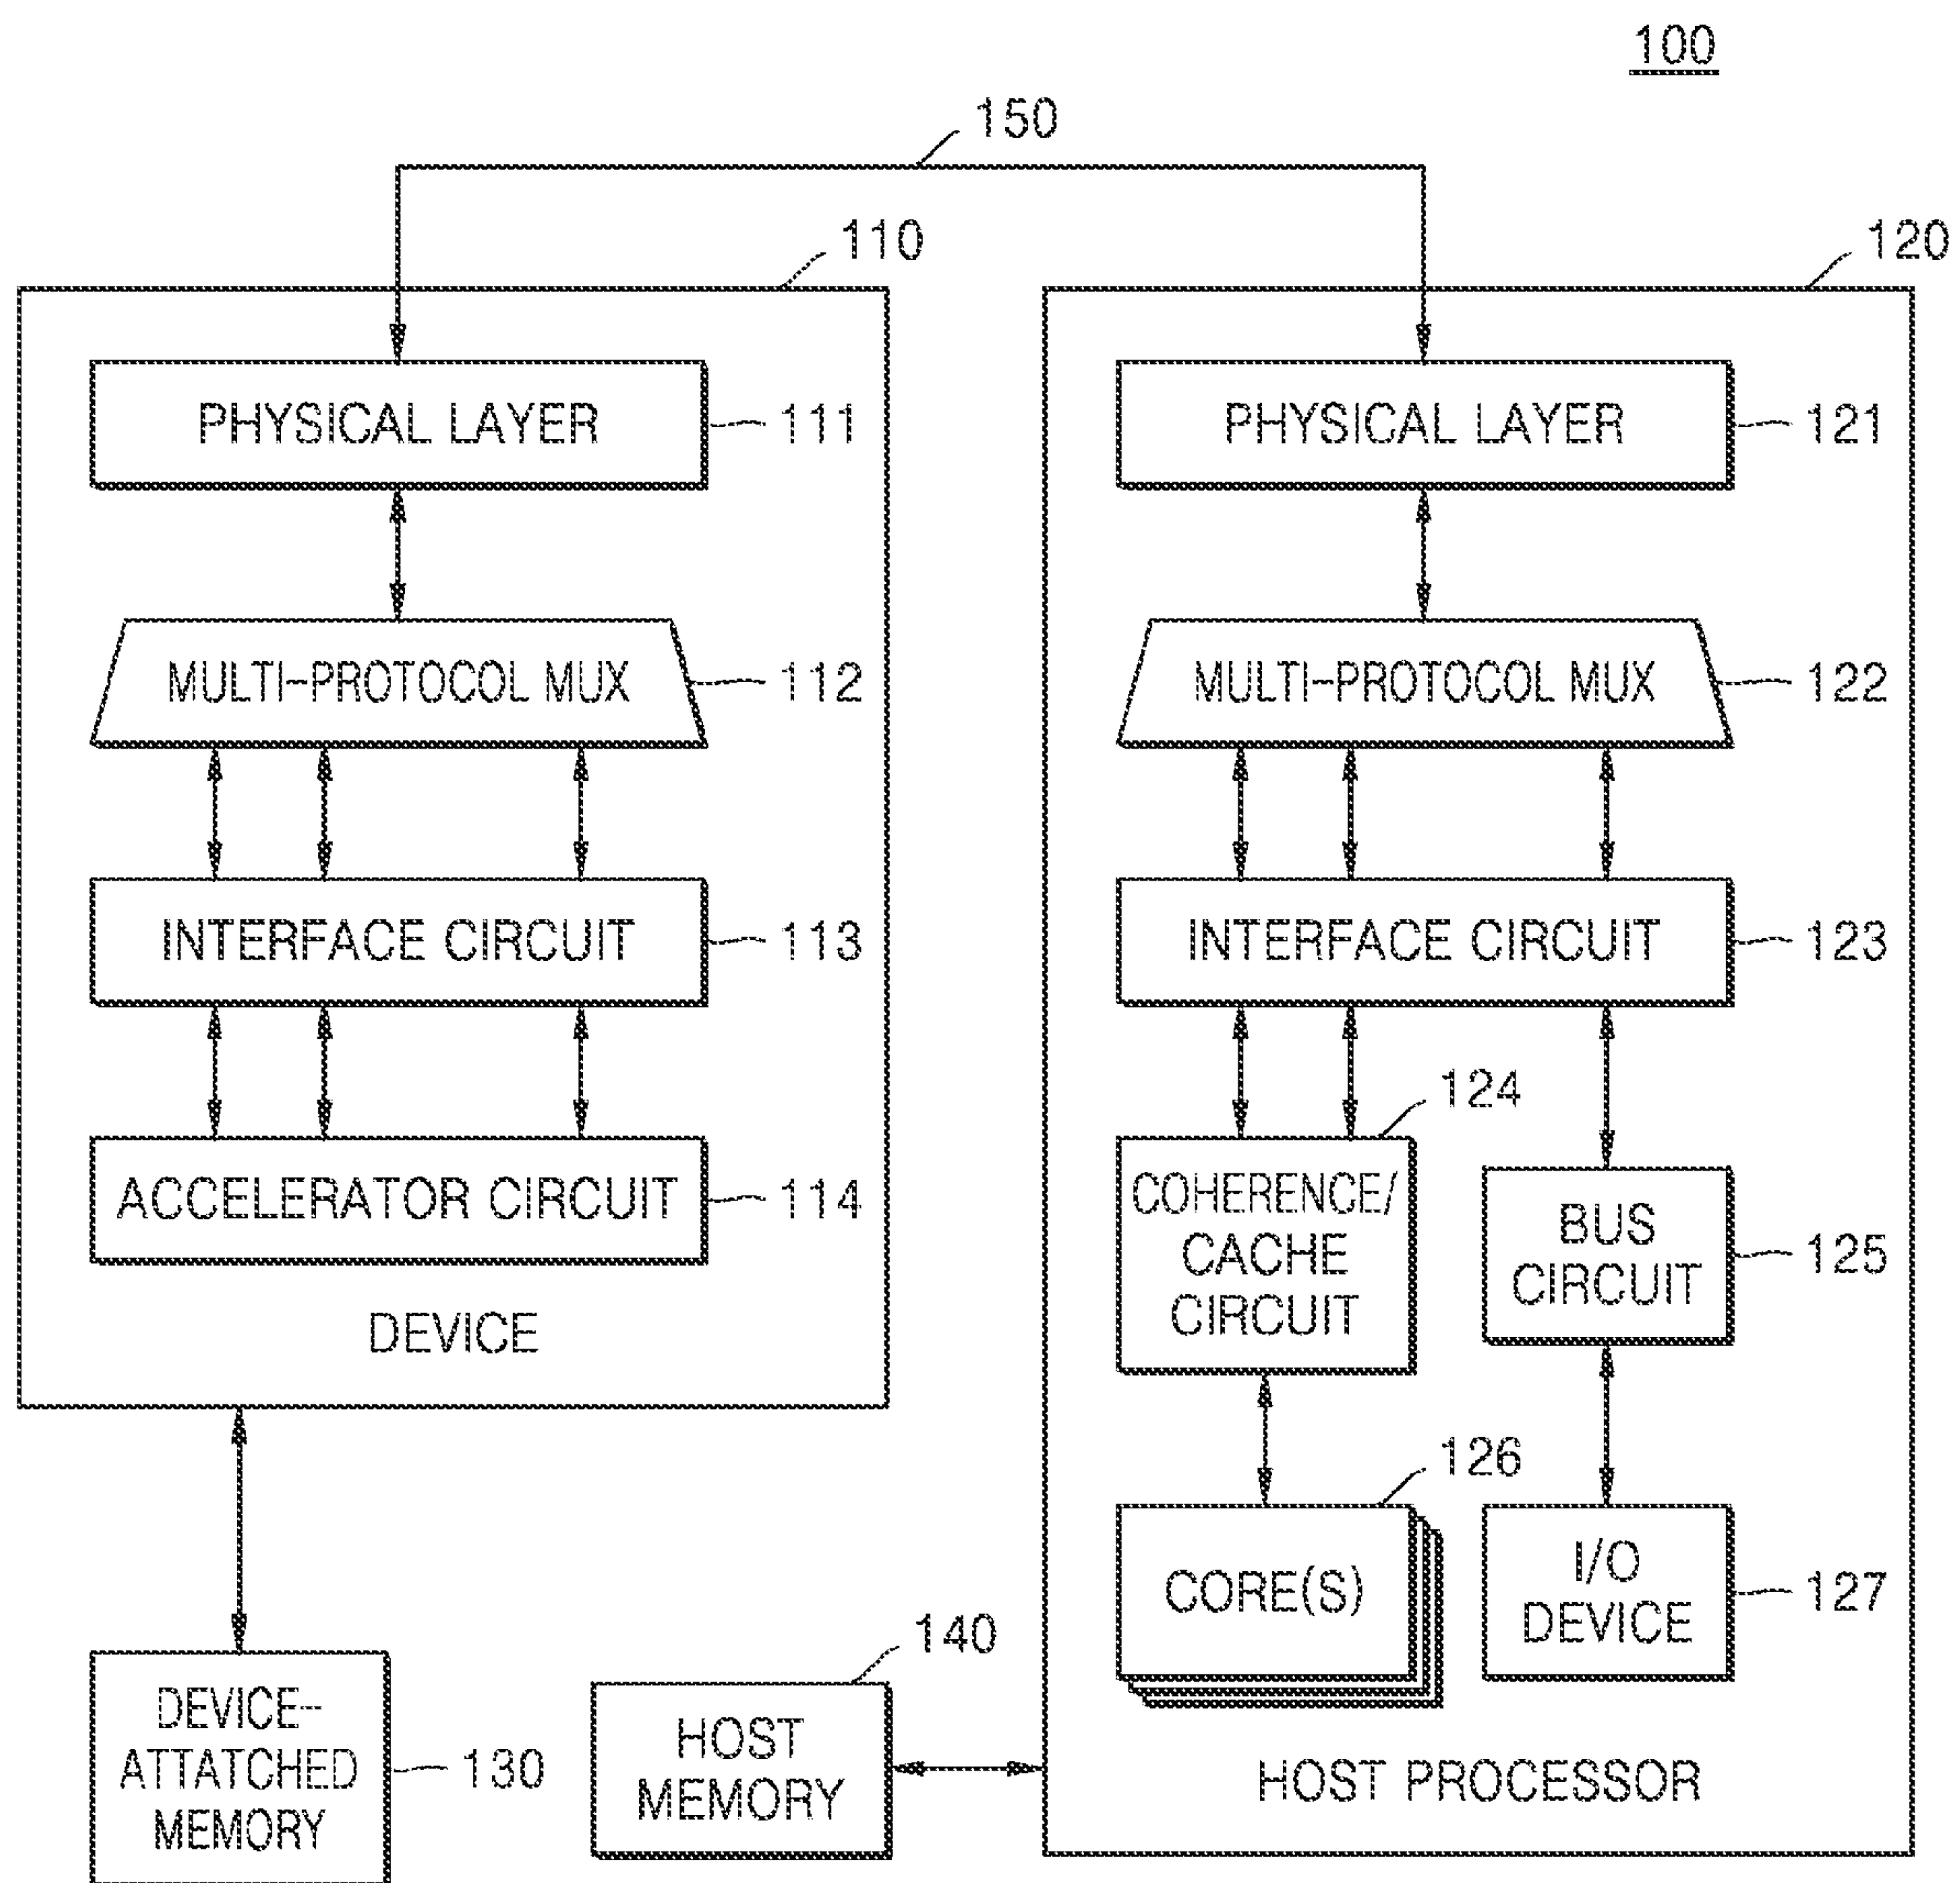 100
150
110
120
PHYSICAL LAYER
111
PHYSICAL LAYER
121
MULTI-PROTOCOL MUX
112
MULTI-PROTOCOL MUX
122
INTERFACE CIRCUIT
113
INTERFACE CIRCUIT
123
124
ACCELERATOR CIRCUIT
114
COHERENCE/
CACHE
CIRCUIT
BUS
CIRCUIT
125
DEVICE
126
CORE(S)
I/O
DEVICE
127
DEVICE-
ATTATCHED
MEMORY
130
140
HOST
MEMORY
HOST PROCESSOR